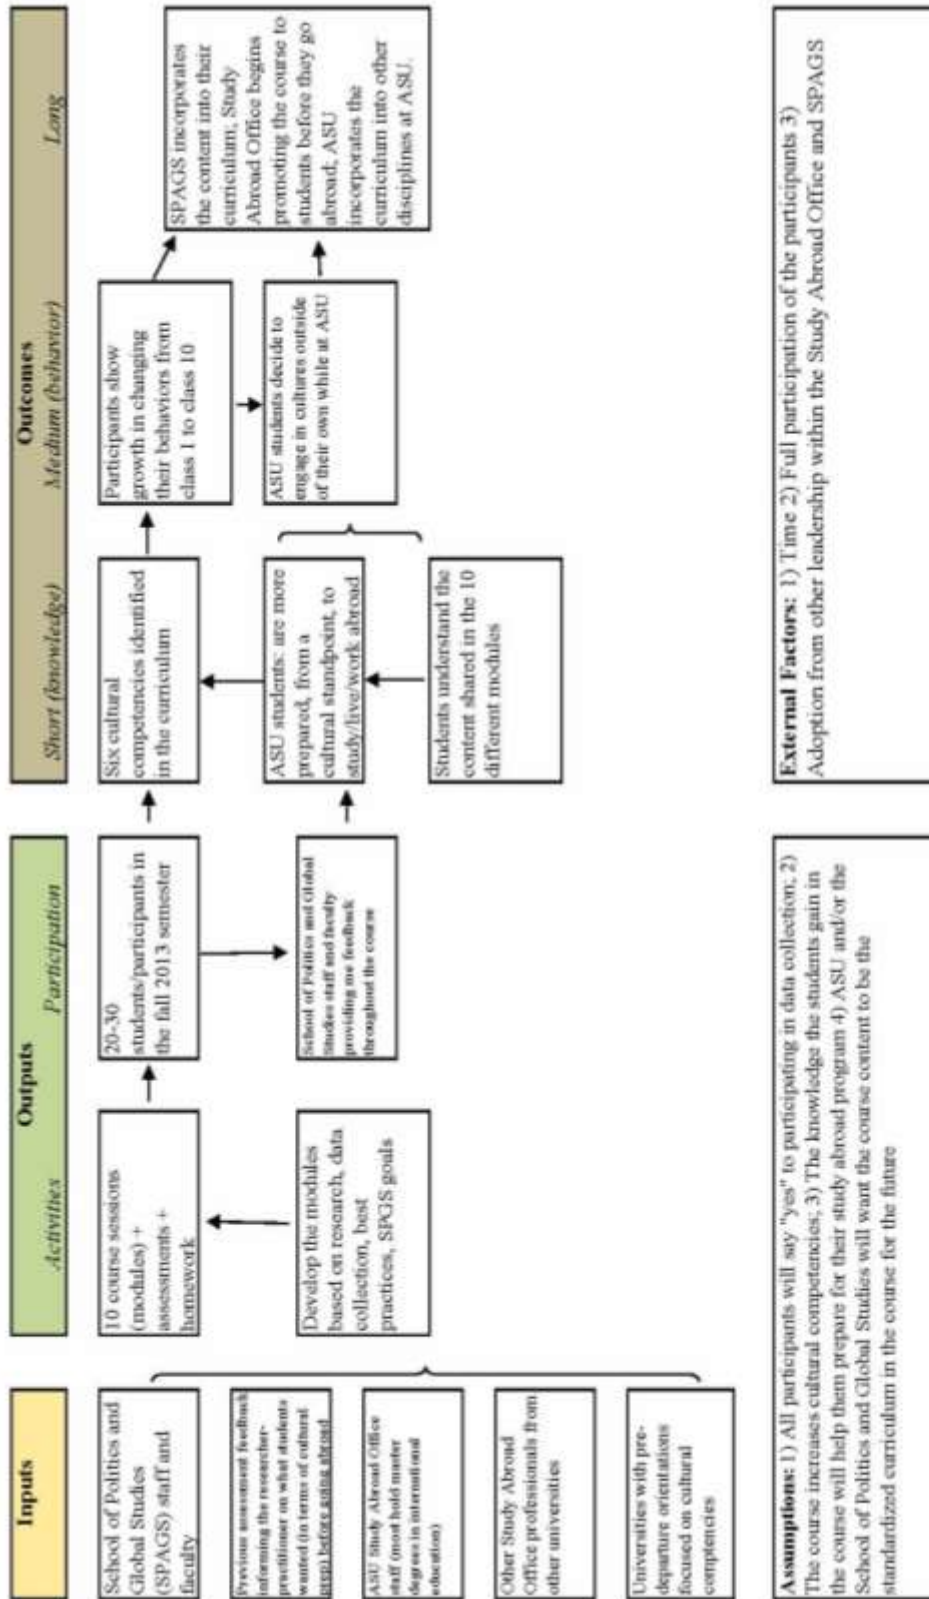 Inputs
School of Politics and
Global Studies
(SPAGS) staff and
faculty
Previous assessment feedback
informing the researcher-
practitioner on what students
wanted (in terms of cultural
prep) before going abroad
ASU Study Abroad Office
staff (most hold master
degrees in international
education)
Other Study Abroad
Office professionals from
other universities
Universities with pre-
departure orientations
focused on cultural
comptencies
Outputs
Activities Participation
10 course sessions
(modules) +
assessments +
homework
Develop the modules
based on research, data
collection, best
practices, SPGS goals
20-30
students/participants in
the fall 2013 semester
School of Politics and Global
Studies staff and faculty
providing me feedback
throughout the course
Outcomes
Short (knowledge) Medium (behavior) Long
Six cultural
competencies identified
in the curriculum
ASU students: are more
prepared, from a
cultural standpoint, to
study/live/work abroad
Students understand the
content shared in the 10
different modules
Participants show
growth in changing
their behaviors from
class 1 to class 10
ASU students decide to
engage in cultures outside
of their own while at ASU
SPAGS incorporates
the content into their
curriculum; Study
Abroad Office begins
promoting the course to
students before they go
abroad; ASU
incorporates the
curriculum into other
disciplines at ASU.
Assumptions: 1) All participants will say "yes" to participating in data collection; 2)
The course increases cultural competencies; 3) The knowledge the students gain in
the course will help them prepare for their study abroad program 4) ASU and/or the
School of Politics and Global Studies will want the course content to be the
standardized curriculum in the course for the future
External Factors: 1) Time 2) Full participation of the participants 3)
Adoption from other leadership within the Study Abroad Office and SPAGS